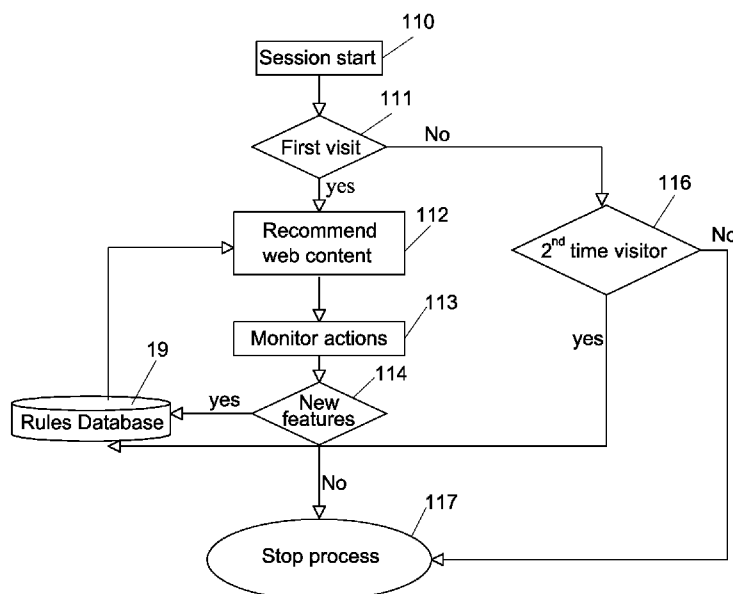 110
Session start
111
First visit
No
yes
116
Recommend
web content
112
2nd time visitor
No
113
Monitor actions
yes
19
114
yes
New
features
Rules Database
No
117
Stop process